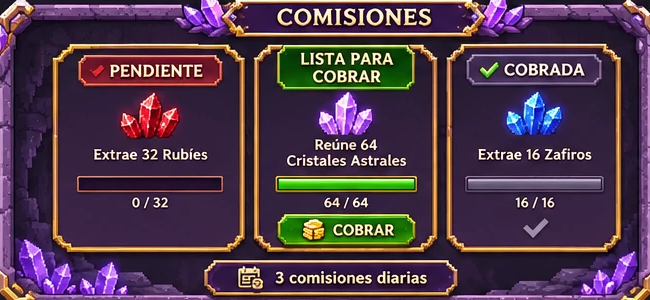 COMISIONES
PENDIENTE
Extrae 32 Rubíes
0 / 32
LISTA PARA
COBRAR
Reúne 64
Cristales Astrales
64 / 64
COBRAR
COBRADA
Extrae 16 Zafiros
16 / 16
3 comisiones diarias